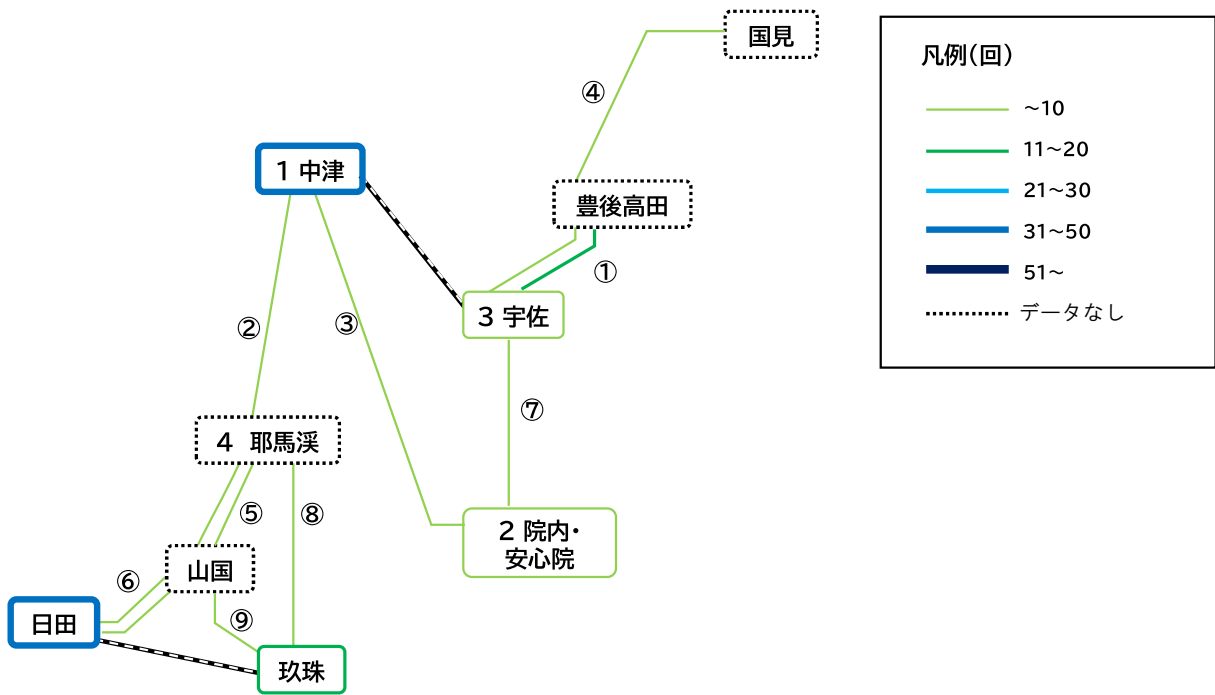 国見
④
1 中津
豊後高田
①
3 宇佐
②
③
⑦
4 耶馬渓
⑤
⑧
2 院内・
安心院
山国
⑥
日田
⑨
玖珠
凡例(回)
~10
11~20
21~30
31~50
51~
データなし